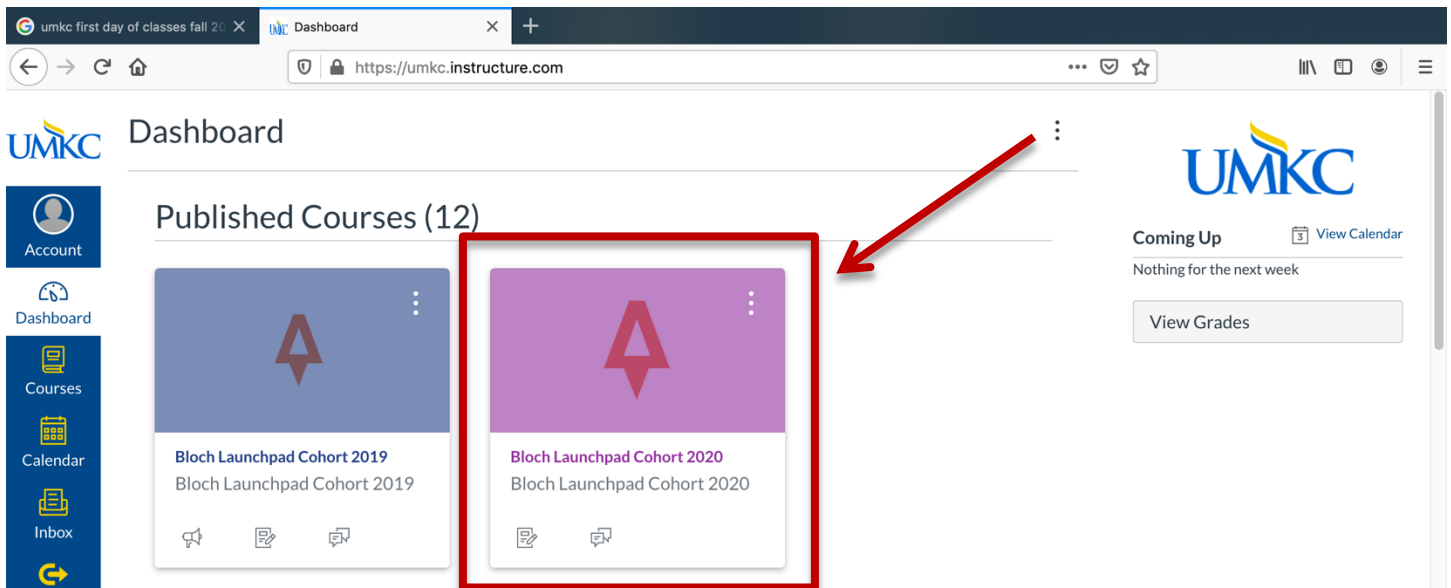 umkc first day of classes fall 20
UMKC Dashboard
https://umkc.instructure.com
UMKC
Dashboard
UMKC
Account
Published Courses (12)
Coming Up
3
View Calendar
Nothing for the next week
View Grades
Dashboard
Courses
Calendar
Inbox
Bloch Launchpad Cohort 2019
Bloch Launchpad Cohort 2019
Bloch Launchpad Cohort 2020
Bloch Launchpad Cohort 2020